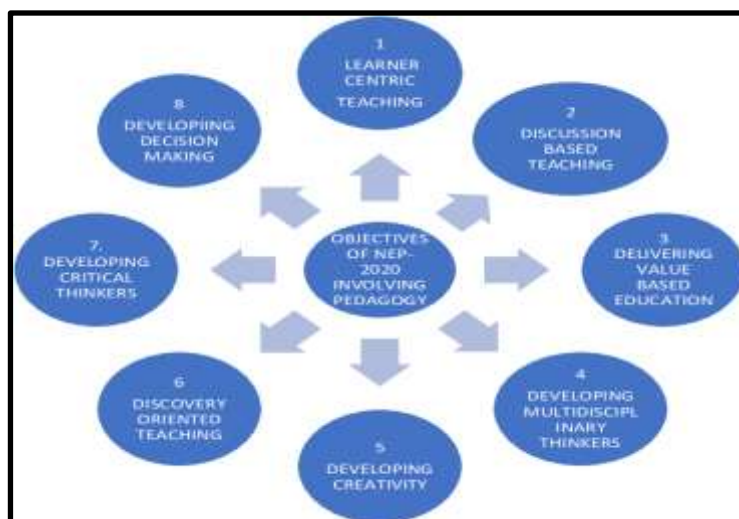 1
LEARNER
CENTRIC
TEACHING
2
DISCUSSION
BASED
TEACHING
3
DELIVERING
VALUE
BASED
EDUCATION
4
DEVELOPING
MULTIDISCIPL
INARY
THINKERS
5
DEVELOPING
CREATIVITY
6
DISCOVERY
ORIENTED
TEACHING
7.
DEVELOPING
CRITICAL
THINKERS
8
DEVELOPIING
DECISION
MAKING
OBJECTIVES
OF NEP-
2020
INVOLVING
PEDAGOGY